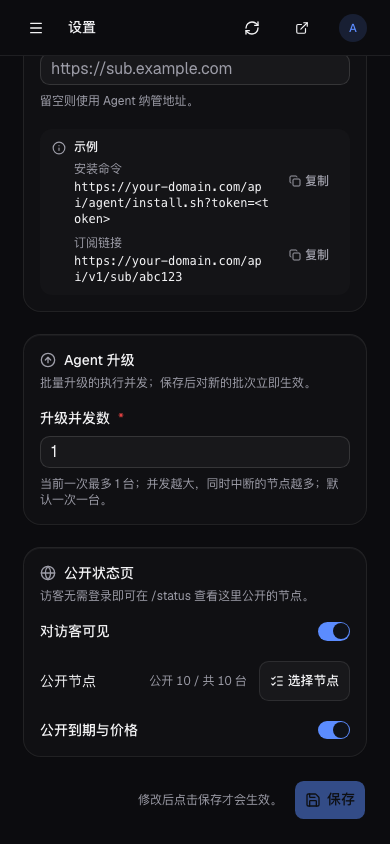 设置
A
https://sub.example.com
留空则使用 Agent 纳管地址。
示例
安装命令
https://your-domain.com/ap
i/agent/install.sh?token=<t
oken>
复制
订阅链接
https://your-domain.com/ap
i/v1/sub/abc123
复制
Agent 升级
批量升级的执行并发；保存后对新的批次立即生效。
升级并发数 *
1
当前一次最多 1 台；并发越大，同时中断的节点越多；默
认一次一台。
公开状态页
访客无需登录即可在 /status 查看这里公开的节点。
对访客可见
公开节点
公开 10 / 共 10 台
选择节点
公开到期与价格
修改后点击保存才会生效。
保存